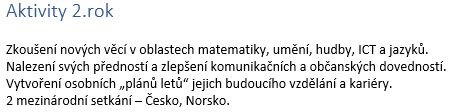 Aktivity 2.rok
Zkoušení nových věcí v oblastech matematiky, umění, hudby, ICT a jazyků.
Nalezení svých předností a zlepšení komunikačních a občanských dovedností.
Vytvoření osobních „plánů letů“ jejich budoucího vzdělání a kariéry.
2 mezinárodní setkání – Česko, Norsko.